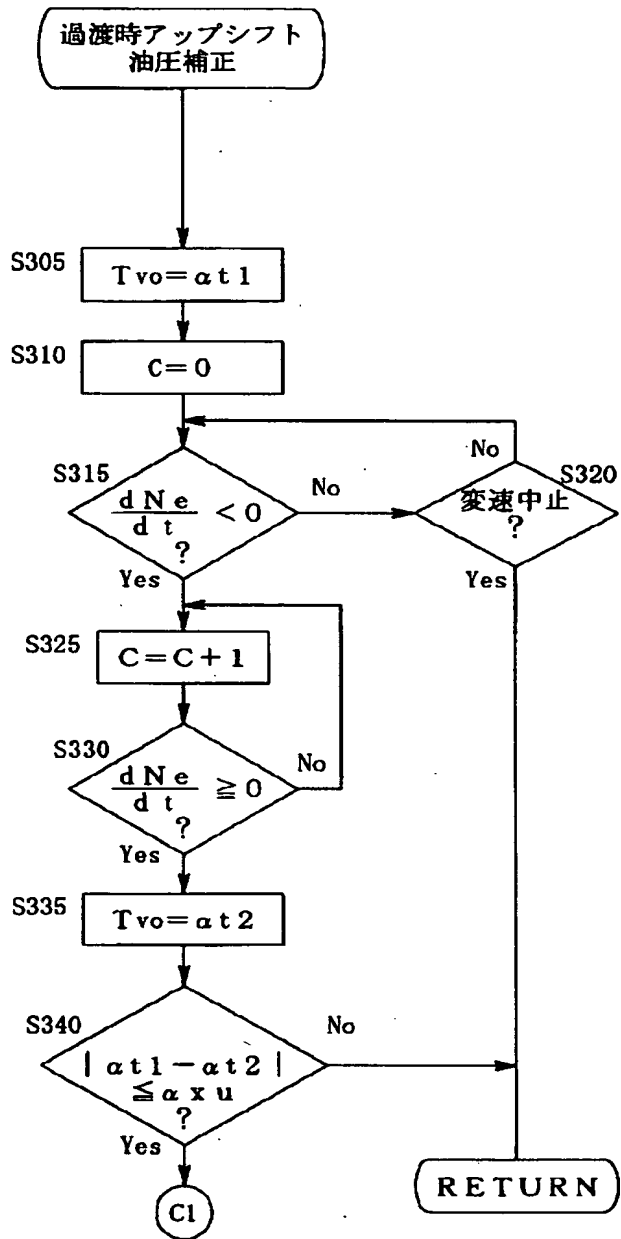 過渡時アップシフト
油圧補正
S305
Tvo=αt1
S310
C=0
No
S315
S320
dNe
dt
<0
?
No
変速中止
?
Yes
Yes
S325
C=C+1
S330
dNe
dt
≧0
?
No
Yes
S335
Tvo=αt2
S340
No
|αt1-αt2|
≦αxu
?
Yes
C1
RETURN